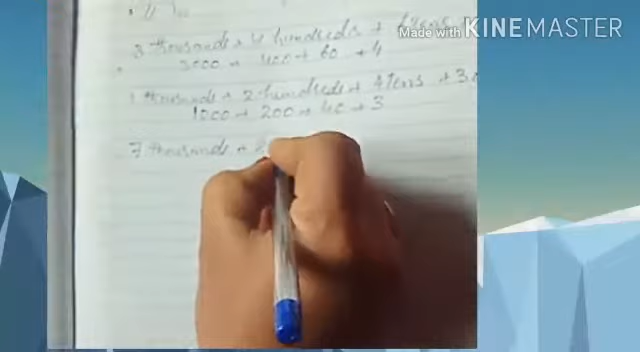 Made with KINEMASTER
3 thousands + 4 hundreds + 6 tens
3000 + 400 + 60 + 4
1 thousands + 2 hundreds + 4 tens + 3 o
1000 + 200 + 40 + 3
7 thousands +